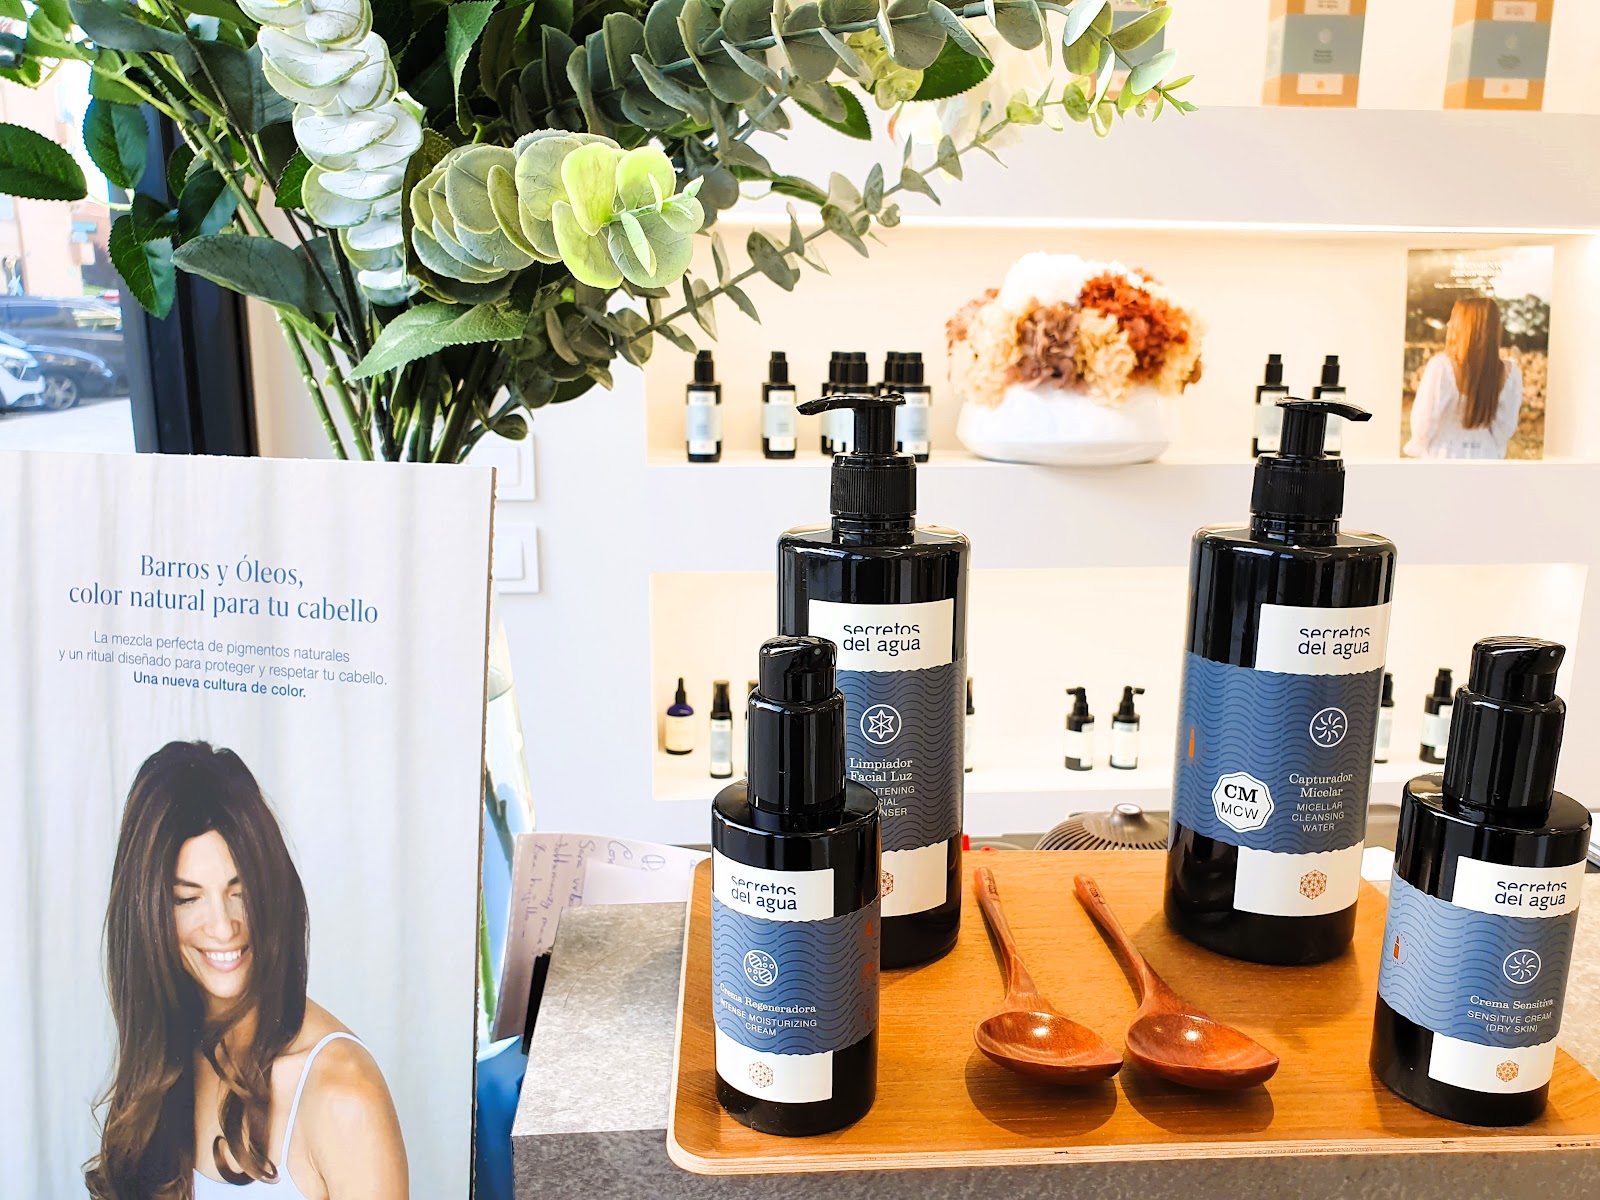 Barros y Óleos,
color natural para tu cabello
La mezcla perfecta de pigmentos naturales
y un ritual diseñado para proteger y respetar tu cabello.
Una nueva cultura de color.
secretos
del agua
Limpiador
Facial Luz
secretos
del agua
Crema Regeneradora
INTENSE MOISTURIZING
CREAM
secretos
del agua
CM
MCW
Capturador
Micelar
MICELLAR
CLEANSING
WATER
secretos
del agua
Crema Sensitiva
SENSITIVE CREAM
(DRY SKIN)